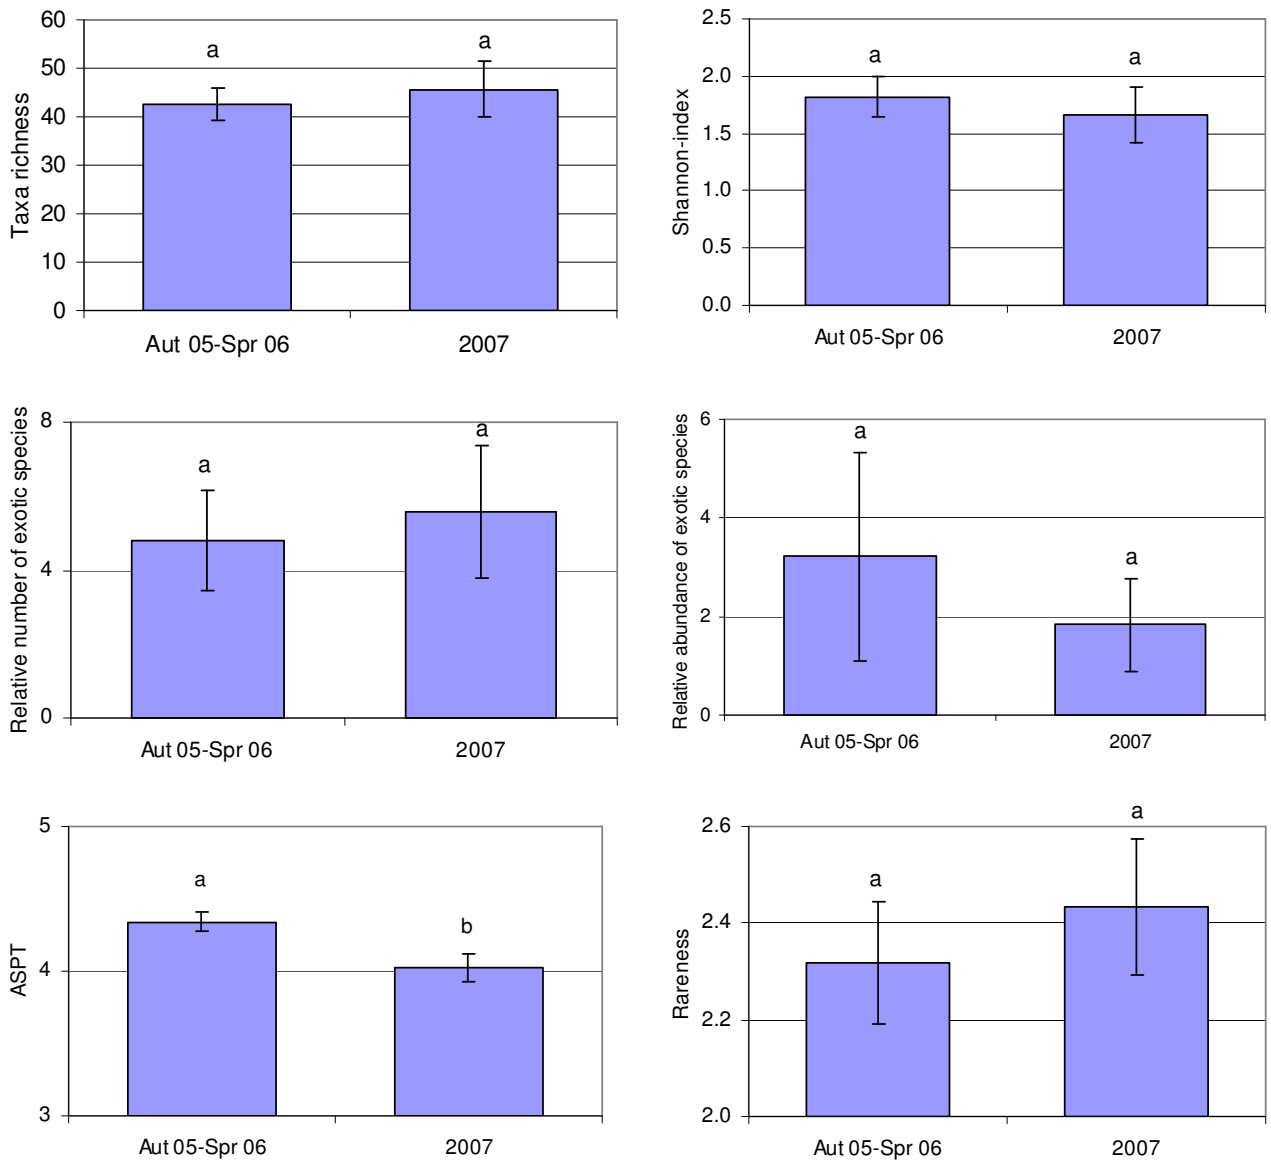 Taxa richness
60
50
40
30
20
10
0
a
a
Aut 05-Spr 06
2007
Shannon-index
2.5
2.0
1.5
1.0
0.5
0.0
a
a
Aut 05-Spr 06
2007
Relative number of exotic species
8
4
0
a
a
Aut 05-Spr 06
2007
Relative abundance of exotic species
6
4
2
0
a
a
Aut 05-Spr 06
2007
ASPT
5
4
3
a
b
Aut 05-Spr 06
2007
Rareness
2.6
2.4
2.2
2.0
a
a
Aut 05-Spr 06
2007